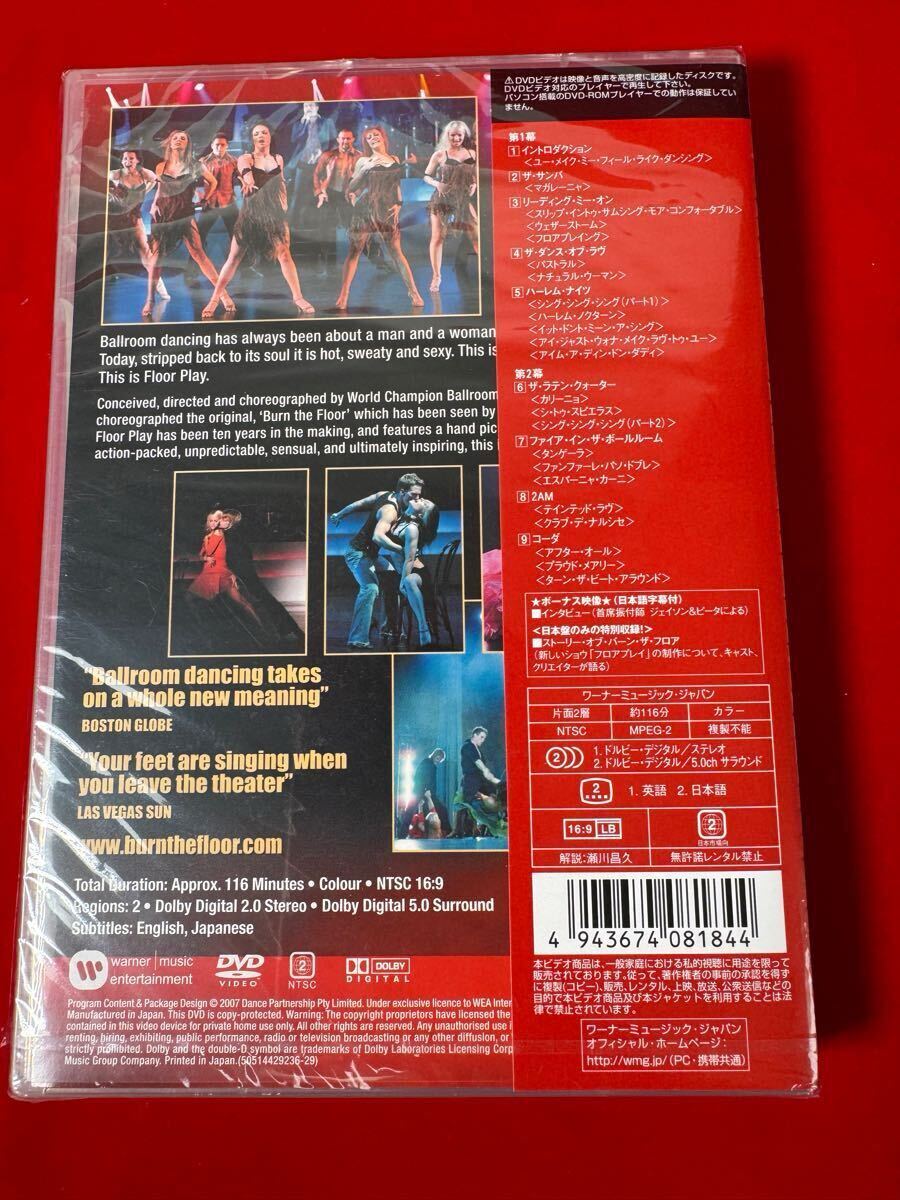 Ballroom dancing has always been about a man and a woman
Today, stripped back to its soul it is hot, sweaty and sexy. This is
This is Floor Play.
Conceived, directed and choreographed by World Champion Ballroom
choreographed the original, 'Burn the Floor' which has been seen by
Floor Play has been ten years in the making, and features a hand pic
action-packed, unpredictable, sensual, and ultimately inspiring, this i
"Ballroom dancing takes
on a whole new meaning"
BOSTON GLOBE
"Your feet are singing when
you leave the theater"
LAS VEGAS SUN
www.burnthefloor.com
Total Duration: Approx. 116 Minutes • Colour • NTSC 16:9
Regions: 2 • Dolby Digital 2.0 Stereo • Dolby Digital 5.0 Surround
Subtitles: English, Japanese
warner music
entertainment
DVD
VIDEO
2
NTSC
DOLBY
DIGITAL
Program Content & Package Design © 2007 Dance Partnership Pty Limited. Under exclusive licence to WEA Inter
Manufactured in Japan. This DVD is copy-protected. Warning: The copyright proprietors have licensed the
contained in this video device for private home use only. All other rights are reserved. Any unauthorised use i
renting, hiring, exhibiting, public performance, radio or television broadcasting or any other diffusion, or
strictly prohibited. Dolby and the double-D symbol are trademarks of Dolby Laboratories Licensing Corp
Music Group Company. Printed in Japan.(50514429236-29)
⚠DVDビデオは映像と音声を高密度に記録したディスクです。
DVDビデオ対応のプレイヤーで再生して下さい。
パソコン搭載のDVD-ROMプレイヤーでの動作は保証してい
ません。
第1幕
1 イントロダクション
<ユー・メイク・ミー・フィール・ライク・ダンシング>
2 ザ・サンバ
<マガレーニャ>
3 リーディング・ミー・オン
<スリップ・イントゥ・サムシング・モア・コンフォータブル>
<ウェザーストーム>
<フロアプレイング>
4 ザ・ダンス・オブ・ラヴ
<パストラル>
<ナチュラル・ウーマン>
5 ハーレム・ナイツ
<シング・シング・シング(パート1)>
<ハーレム・ノクターン>
<イット・ドント・ミーン・ア・シング>
<アイ・ジャスト・ウォナ・メイク・ラヴ・トゥ・ユー>
<アイム・ア・ディン・ドン・ダディ>
第2幕
6 ザ・ラテン・クォーター
<カリーニョ>
<シ・トゥ・スピエラス>
<シング・シング・シング(パート2)>
7 ファイア・イン・ザ・ボールルーム
<タンゲーラ>
<ファンファーレ・パソ・ドブレ>
<エスパーニャ・カーニ>
8 2AM
<テインテッド・ラヴ>
<クラブ・デ・ナルシセ>
9 コーダ
<アフター・オール>
<プラウド・メアリー>
<ターン・ザ・ビート・アラウンド>
★ボーナス映像★(日本語字幕付)
■インタビュー(首席振付師 ジェイソン&ピータによる)
<日本盤のみの特別収録!>
■ストーリー・オブ・バーン・ザ・フロア
(新しいショウ「フロアプレイ」の制作について、キャスト、
クリエイターが語る)
ワーナーミュージック・ジャパン
片面2層 約116分 カラー
NTSC MPEG-2 複製不能
2 1. ドルビー・デジタル/ステレオ
2. ドルビー・デジタル/5.0ch サラウンド
2 1. 英語 2. 日本語
16:9 LB 2
日本市場向
解説:瀬川昌久 無許諾レンタル禁止
4 943674 081844
本ビデオ商品は、一般家庭における私的視聴に用途を限って
販売されております。従って、著作権者の事前の承認を得ず
に複製(コピー)、販売、レンタル、上映、放送、公衆送信などの
目的で本ビデオ商品及び本ジャケットを利用することは法
律で禁止されています。
ワーナーミュージック・ジャパン
オフィシャル・ホームページ:
http://wmg.jp/(PC・携帯共通)